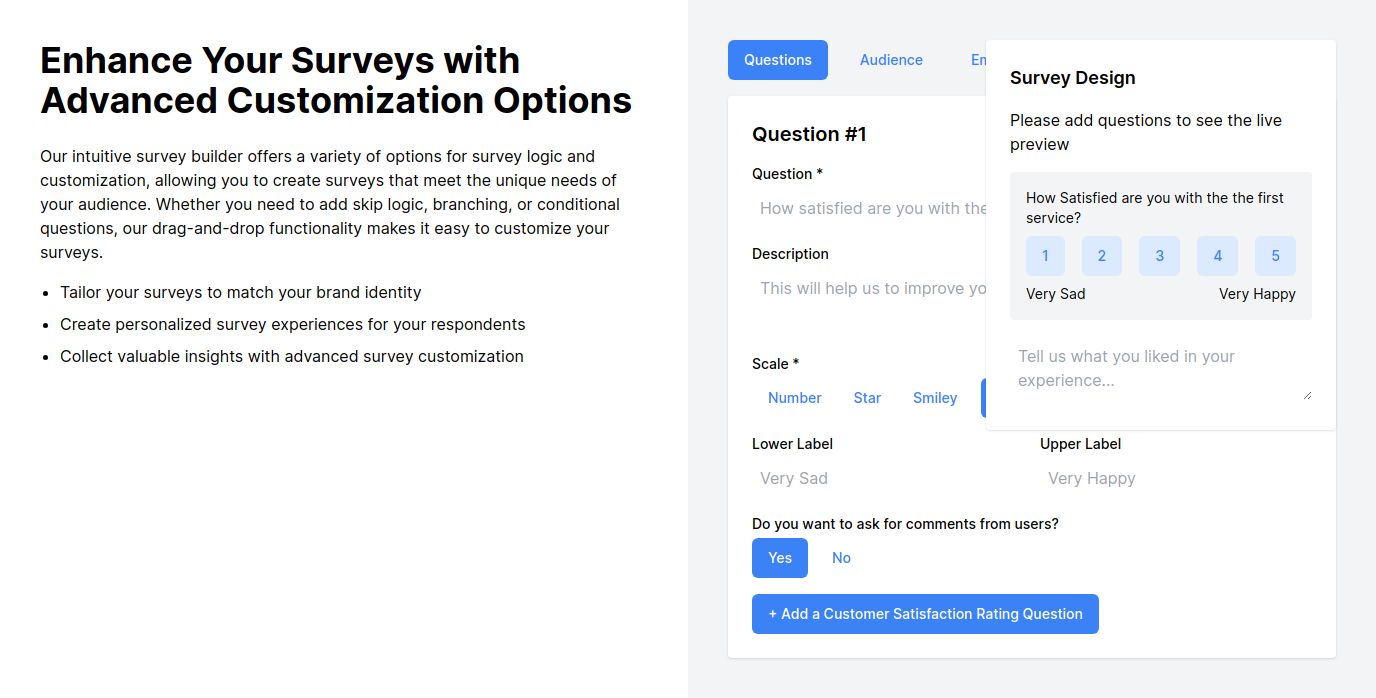 Enhance Your Surveys with
Advanced Customization Options
Our intuitive survey builder offers a variety of options for survey logic and
customization, allowing you to create surveys that meet the unique needs of
your audience. Whether you need to add skip logic, branching, or conditional
questions, our drag-and-drop functionality makes it easy to customize your
surveys.
• Tailor your surveys to match your brand identity
• Create personalized survey experiences for your respondents
• Collect valuable insights with advanced survey customization
Questions
Audience
Question #1
Question *
How satisfied are you with the
Description
This will help us to improve
Scale *
Number
Star
Smiley
Lower Label
Upper Label
Very Sad
Very Happy
Do you want to ask for comments from users?
Yes
No
+ Add a Customer Satisfaction Rating Question
Survey Design
Please add questions to see the live
preview
How Satisfied are you with the the first
service?
1
2
3
4
5
Very Sad
Very Happy
Tell us what you liked in your
experience...